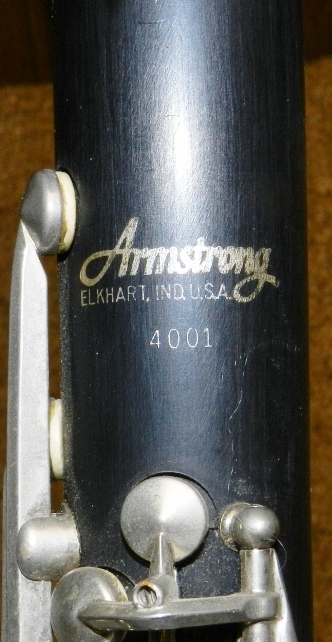 Armstrong
ELKHART, IND. U.S.A.
4001